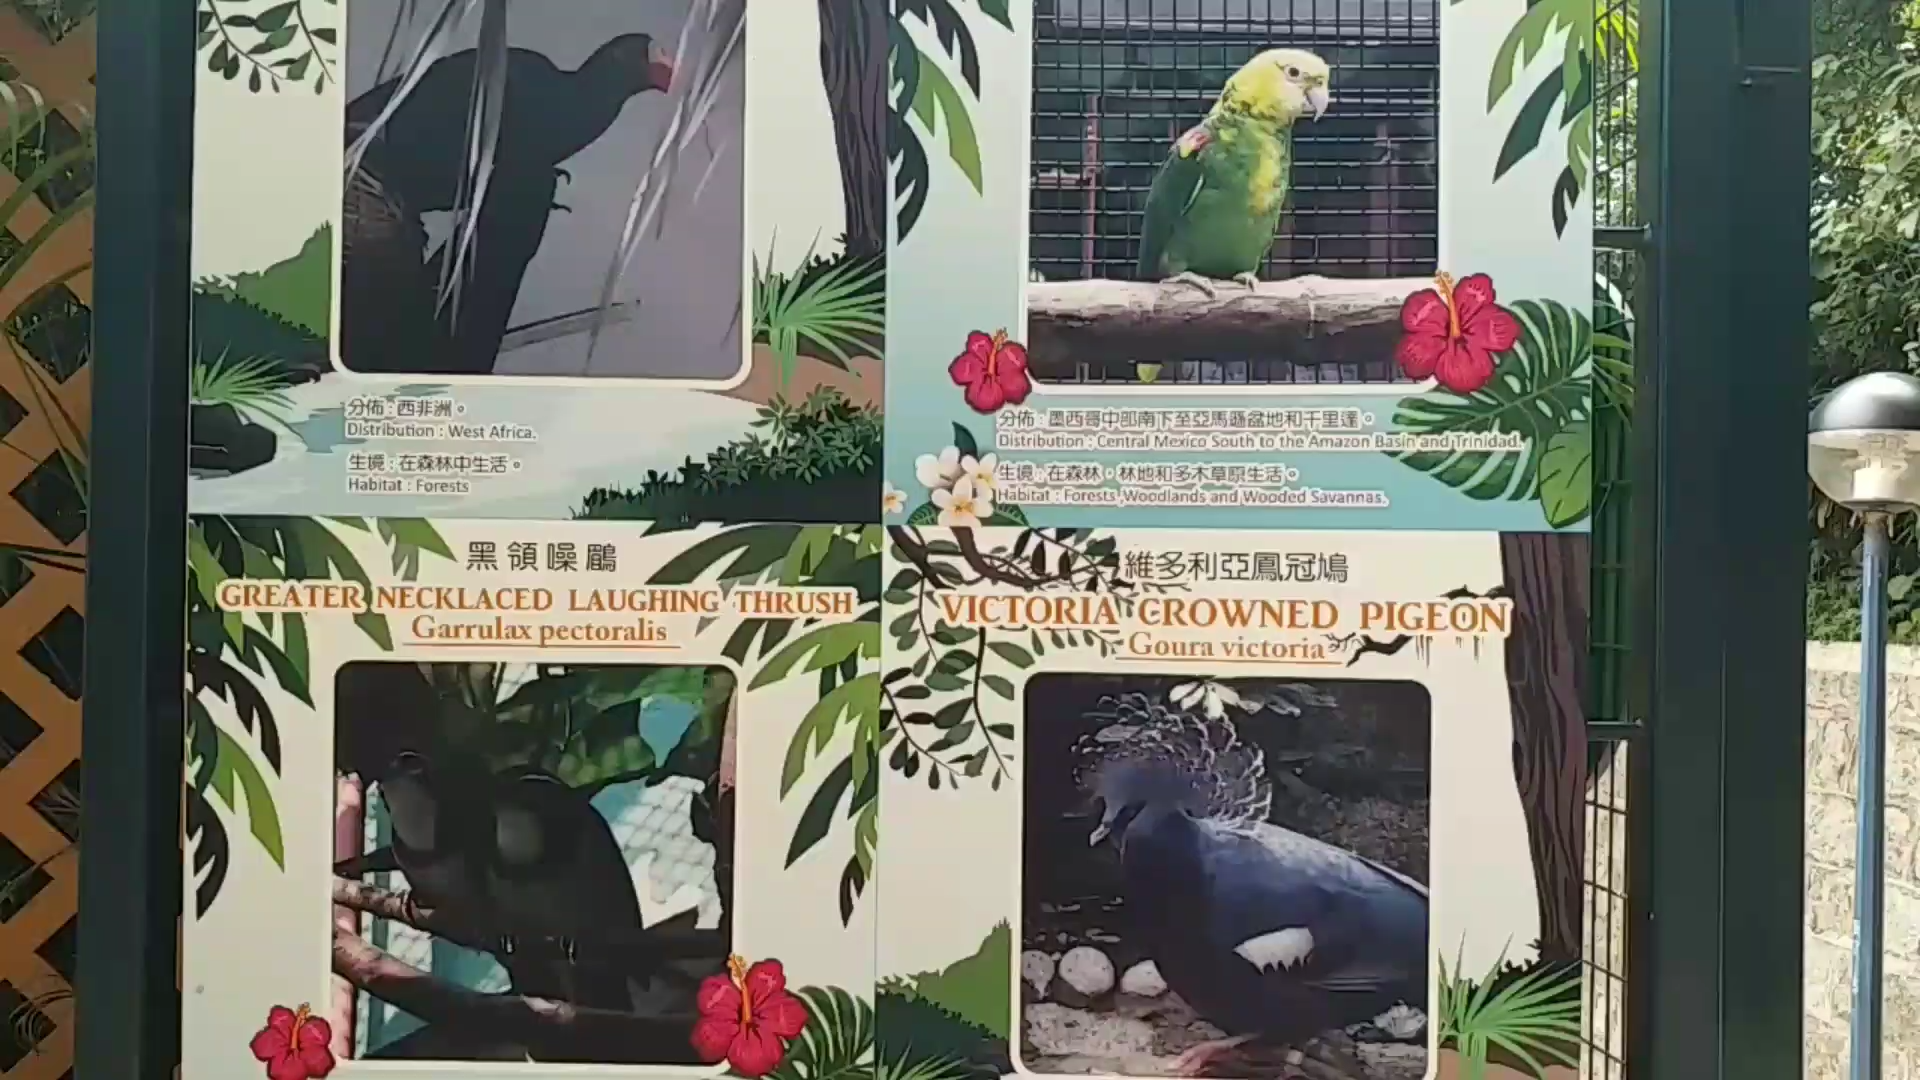 分佈 : 西非洲。
Distribution : West Africa.
生境 : 在森林中生活。
Habitat : Forests
分佈 : 墨西哥中部南下至亞馬遜盆地和千里達。
Distribution : Central Mexico South to the Amazon Basin and Trinidad.
生境 : 在森林，林地和多木草原生活。
Habitat : Forests ,Woodlands and Wooded Savannas.
黑領噪鶥
GREATER NECKLACED LAUGHING THRUSH
Garrulax pectoralis
維多利亞鳳冠鳩
VICTORIA CROWNED PIGEON
Goura victoria